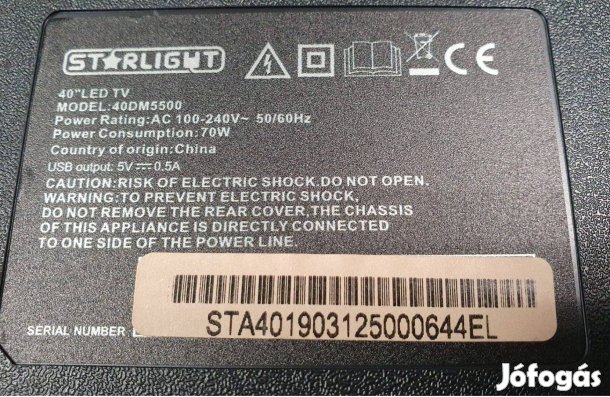 STARLIGHT
CE
40"LED TV
MODEL:40DM5500
Power Rating:AC 100-240V~ 50/60Hz
Power Consumption:70W
Country of origin:China
USB output: 5V⎓0.5A
CAUTION:RISK OF ELECTRIC SHOCK.DO NOT OPEN.
WARNING:TO PREVENT ELECTRIC SHOCK,
DO NOT REMOVE THE REAR COVER,THE CHASSIS
OF THIS APPLIANCE IS DIRECTLY CONNECTED
TO ONE SIDE OF THE POWER LINE.
SERIAL NUMBER
STA401903125000644EL
Jófogás